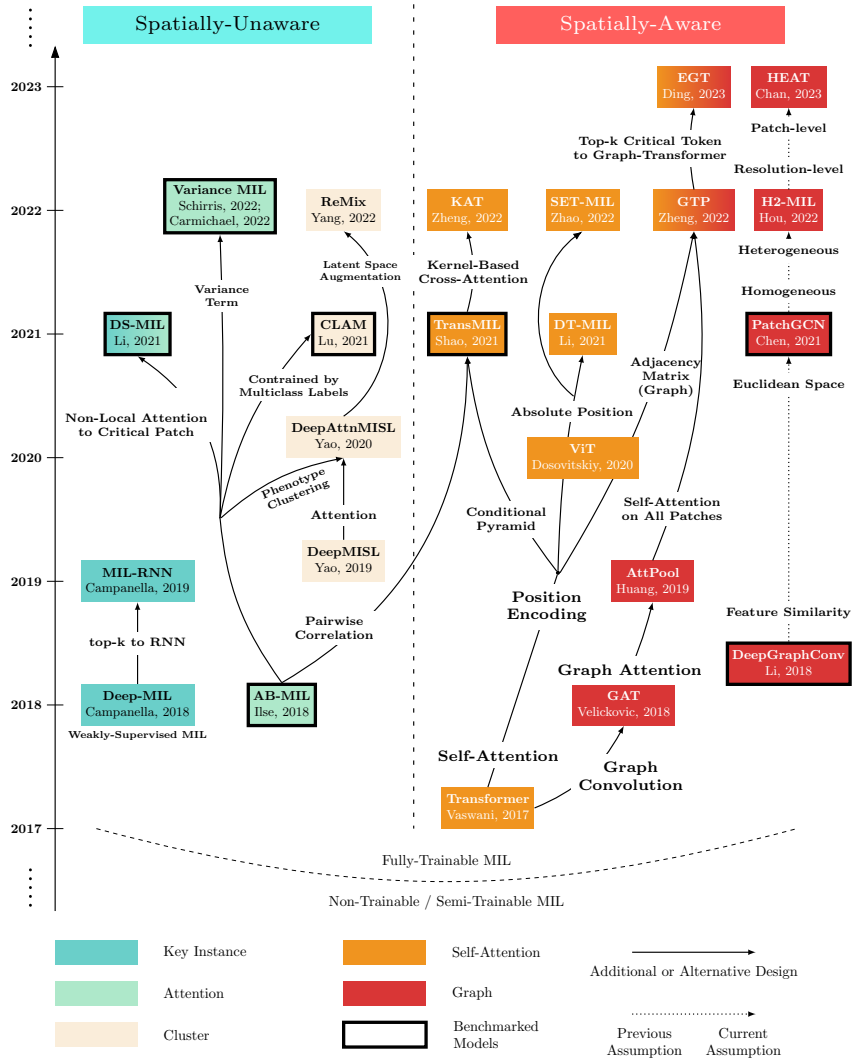 Spatially-Unaware
Spatially-Aware
2023
EGT
Ding, 2023
HEAT
Chan, 2023
Top-k Critical Token
to Graph-Transformer
Patch-level
Resolution-level
2022
Variance MIL
Schirris, 2022;
Carmichael, 2022
ReMix
Yang, 2022
KAT
Zheng, 2022
SET-MIL
Zhao, 2022
GTP
Zheng, 2022
H2-MIL
Hou, 2022
Variance
Term
Latent Space
Augmentation
Kernel-Based
Cross-Attention
Heterogeneous
Homogeneous
2021
DS-MIL
Li, 2021
CLAM
Lu, 2021
TransMIL
Shao, 2021
DT-MIL
Li, 2021
PatchGCN
Chen, 2021
Contrained by
Multiclass Labels
Adjacency
Matrix
(Graph)
Euclidean Space
Non-Local Attention
to Critical Patch
DeepAttnMISL
Yao, 2020
Absolute Position
2020
ViT
Dosovitskiy, 2020
Phenotype
Clustering
Attention
Conditional
Pyramid
Self-Attention
on All Patches
DeepMISL
Yao, 2019
2019
MIL-RNN
Campanella, 2019
AttPool
Huang, 2019
Position
Encoding
Feature Similarity
Pairwise
Correlation
top-k to RNN
DeepGraphConv
Li, 2018
Graph Attention
2018
Deep-MIL
Campanella, 2018
Weakly-Supervised MIL
AB-MIL
Ilse, 2018
GAT
Velickovic, 2018
Self-Attention
Graph
Convolution
Transformer
Vaswani, 2017
2017
Fully-Trainable MIL
Non-Trainable / Semi-Trainable MIL
Key Instance
Self-Attention
Additional or Alternative Design
Attention
Graph
Cluster
Benchmarked
Models
Previous
Assumption
Current
Assumption